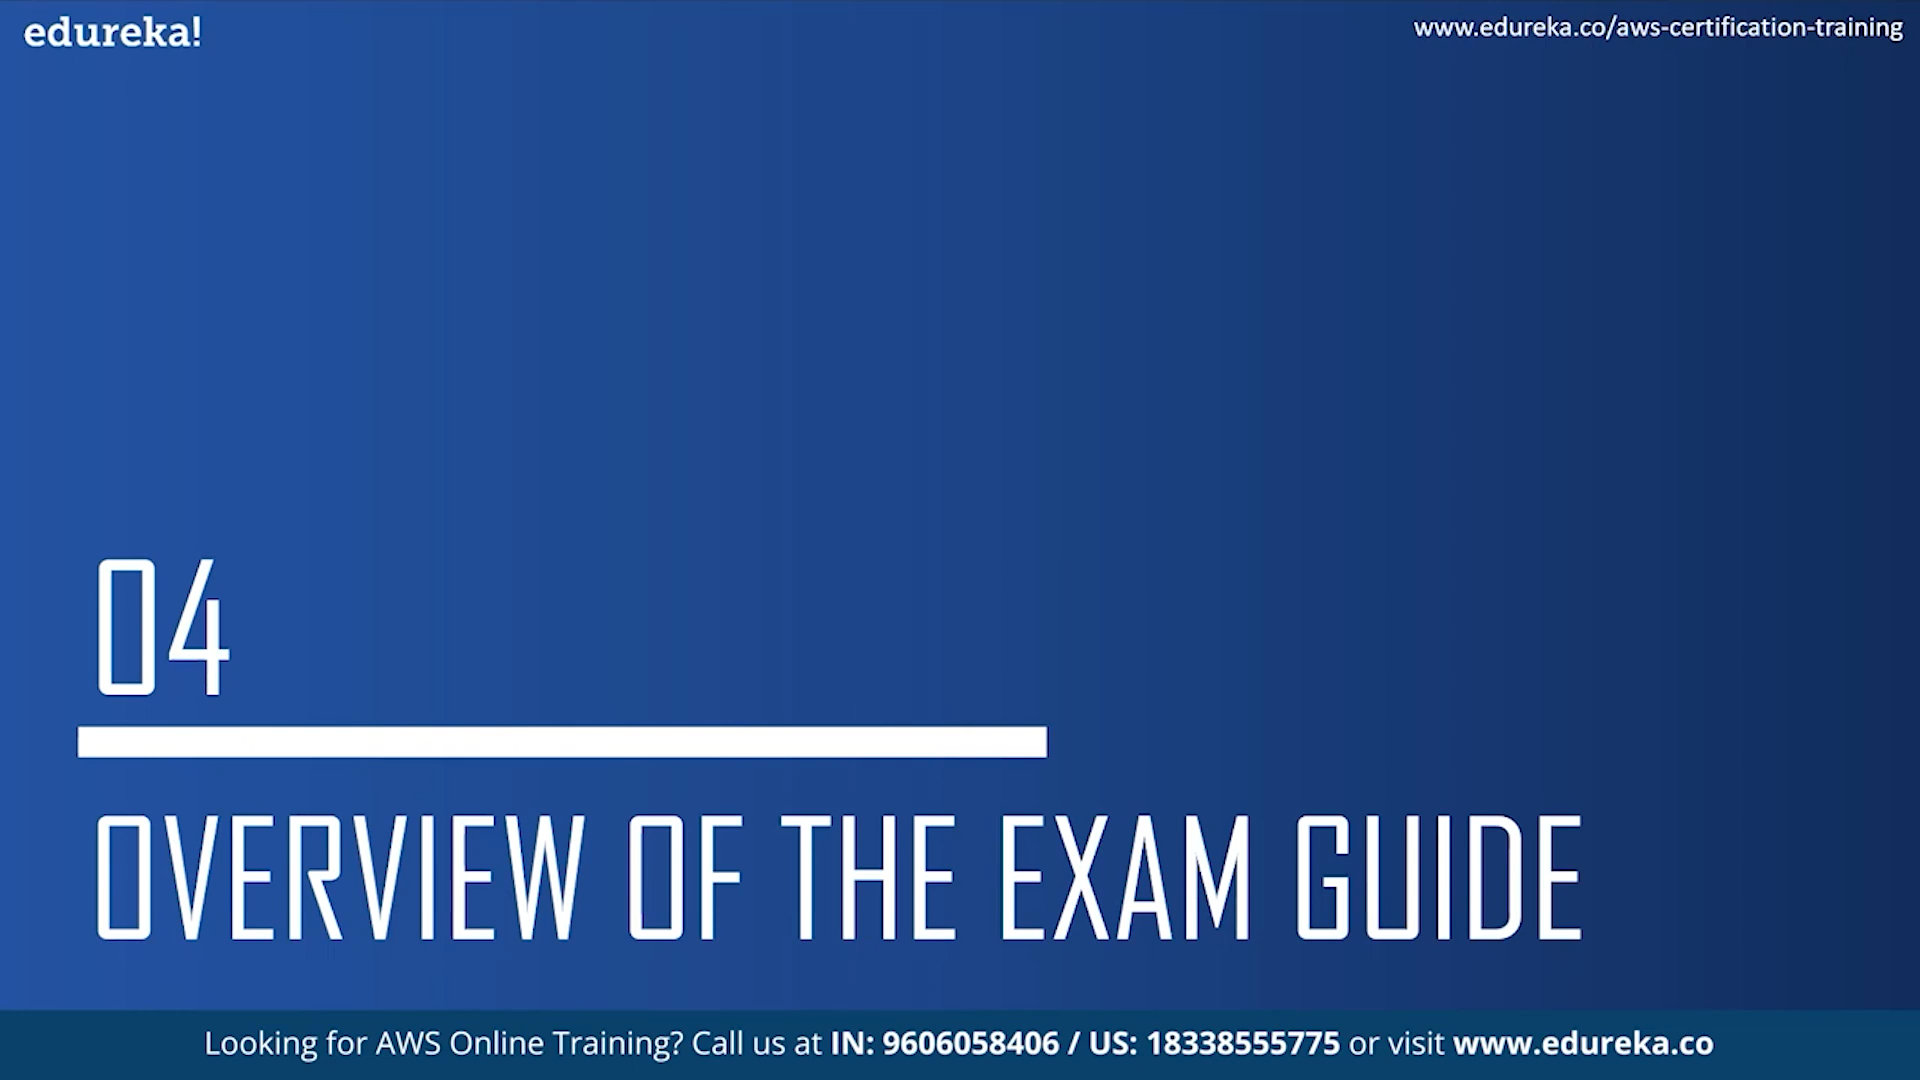 edureka!
www.edureka.co/aws-certification-training
04
OVERVIEW OF THE EXAM GUIDE
Looking for AWS Online Training? Call us at IN: 9606058406 / US: 18338555775 or visit www.edureka.co